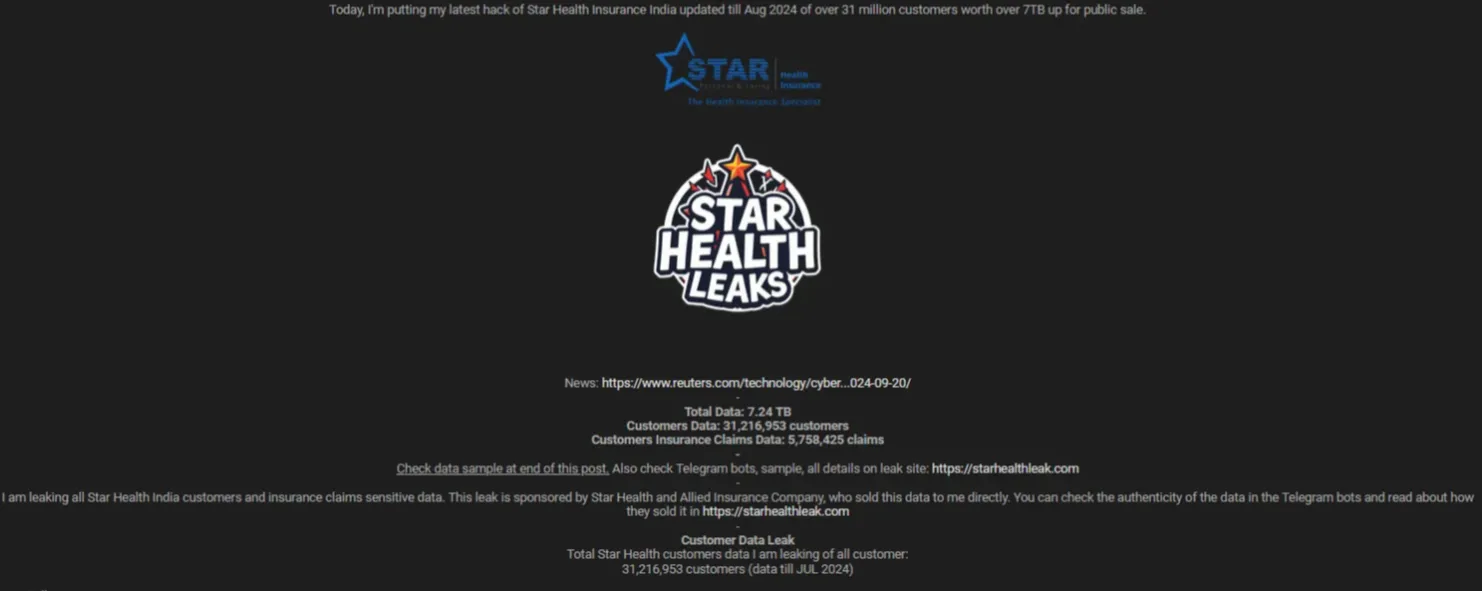 Today, I'm putting my latest hack of Star Health Insurance India updated till Aug 2024 of over 31 million customers worth over 7TB up for public sale.
STAR
Health
Insurance
Personal & Caring
The Health Insurance Specialist
STAR
HEALTH
LEAKS
News: https://www.reuters.com/technology/cyber...024-09-20/
-
Total Data: 7.24 TB
Customers Data: 31,216,953 customers
Customers Insurance Claims Data: 5,758,425 claims
-
Check data sample at end of this post. Also check Telegram bots, sample, all details on leak site: https://starhealthleak.com
-
I am leaking all Star Health India customers and insurance claims sensitive data. This leak is sponsored by Star Health and Allied Insurance Company, who sold this data to me directly. You can check the authenticity of the data in the Telegram bots and read about how
they sold it in https://starhealthleak.com
-
Customer Data Leak
Total Star Health customers data I am leaking of all customer:
31,216,953 customers (data till JUL 2024)